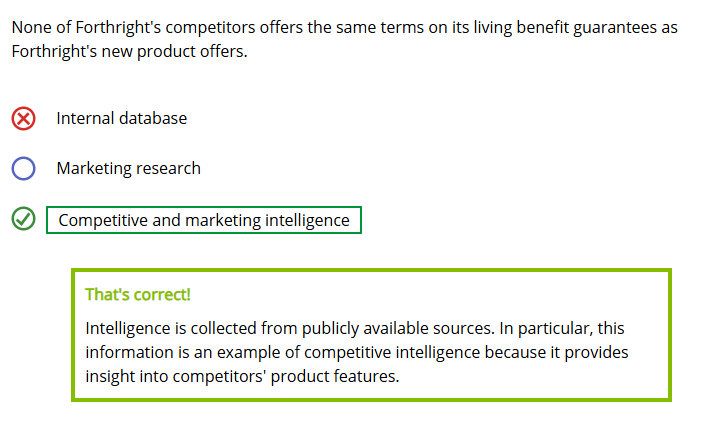 None of Forthright's competitors offers the same terms on its living benefit guarantees as
Forthright's new product offers.
Internal database
Marketing research
Competitive and marketing intelligence
That's correct!
Intelligence is collected from publicly available sources. In particular, this
information is an example of competitive intelligence because it provides
insight into competitors' product features.